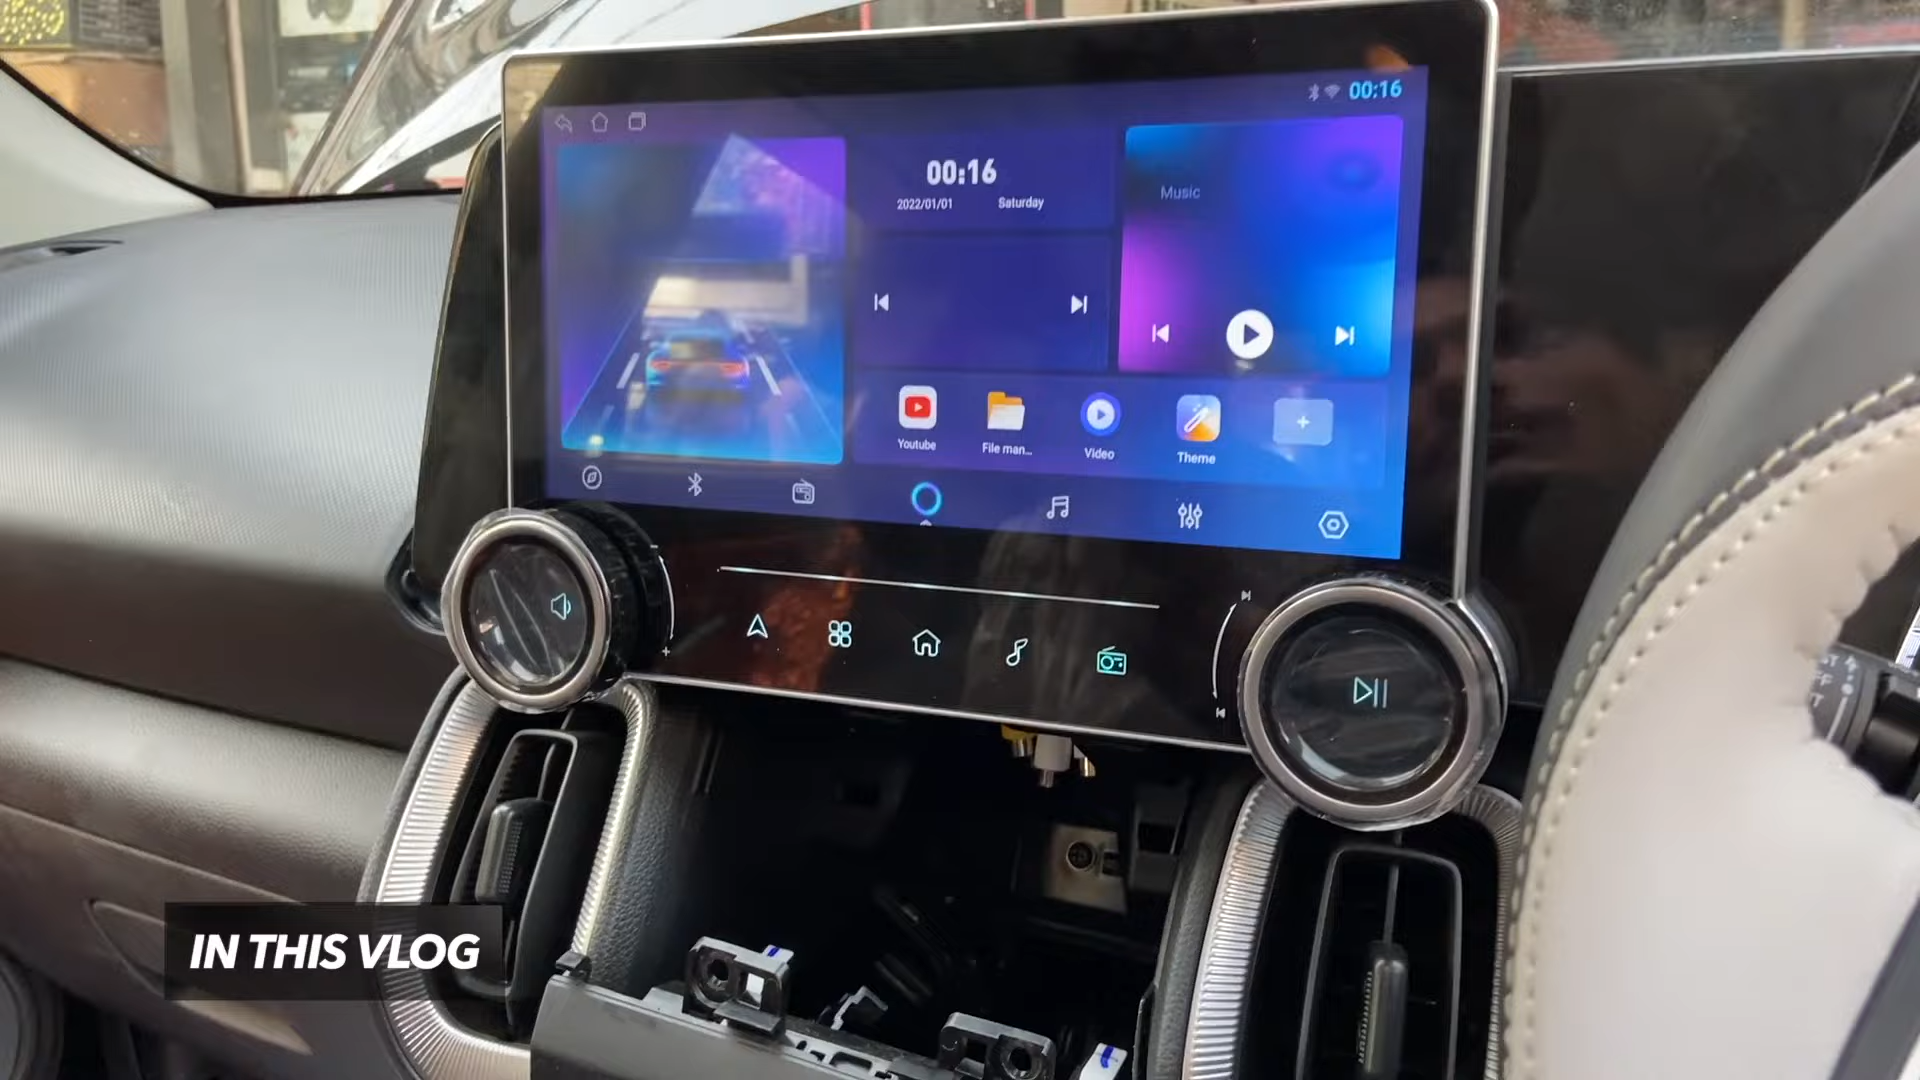 00:16
00:16
2022/01/01 Saturday
Music
Youtube
File man...
Video
Theme
+
IN THIS VLOG